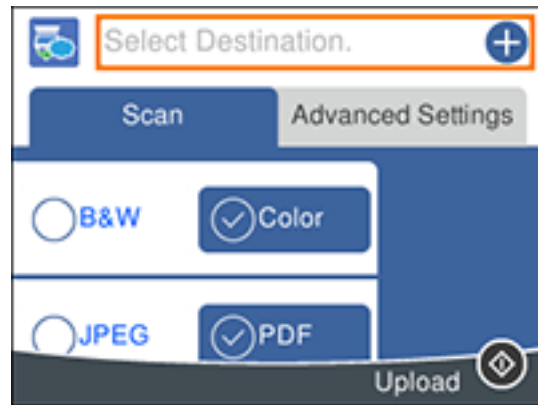 Select Destination.
Scan Advanced Settings
B&W Color
JPEG PDF
Upload